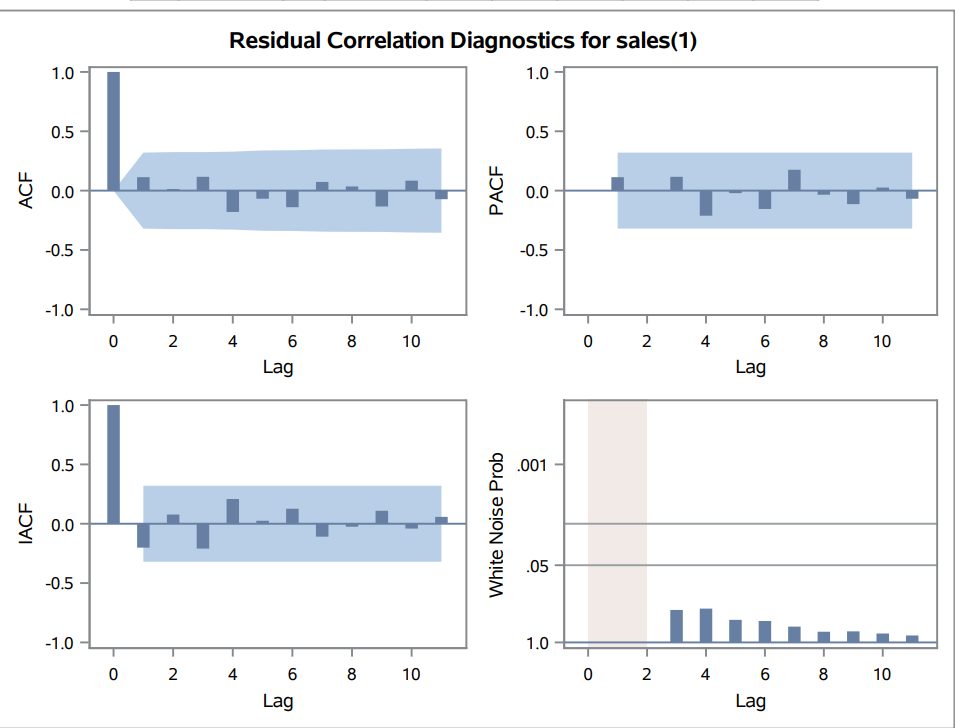 Residual Correlation Diagnostics for sales(1)
ACF
1.0
0.5
0.0
-0.5
-1.0
0 2 4 6 8 10
Lag
PACF
1.0
0.5
0.0
-0.5
-1.0
0 2 4 6 8 10
Lag
IACF
1.0
0.5
0.0
-0.5
-1.0
0 2 4 6 8 10
Lag
White Noise Prob
.001
.05
1.0
0 2 4 6 8 10
Lag